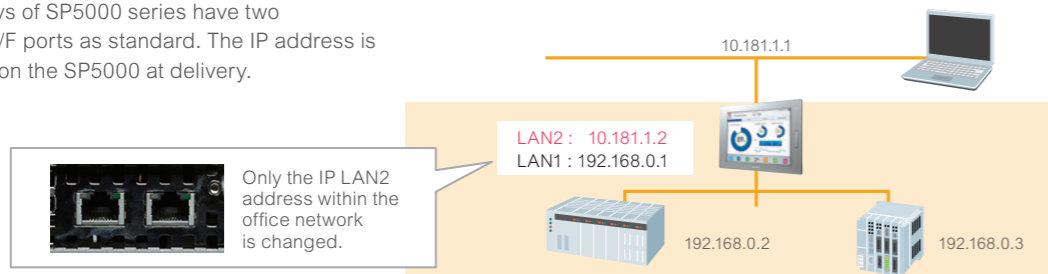 of SP5000 series have two
/F ports as standard. The IP address is
on the SP5000 at delivery.
10.181.1.1
LAN2 : 10.181.1.2
LAN1 : 192.168.0.1
Only the IP LAN2
address within the
office network
is changed.
192.168.0.2
192.168.0.3